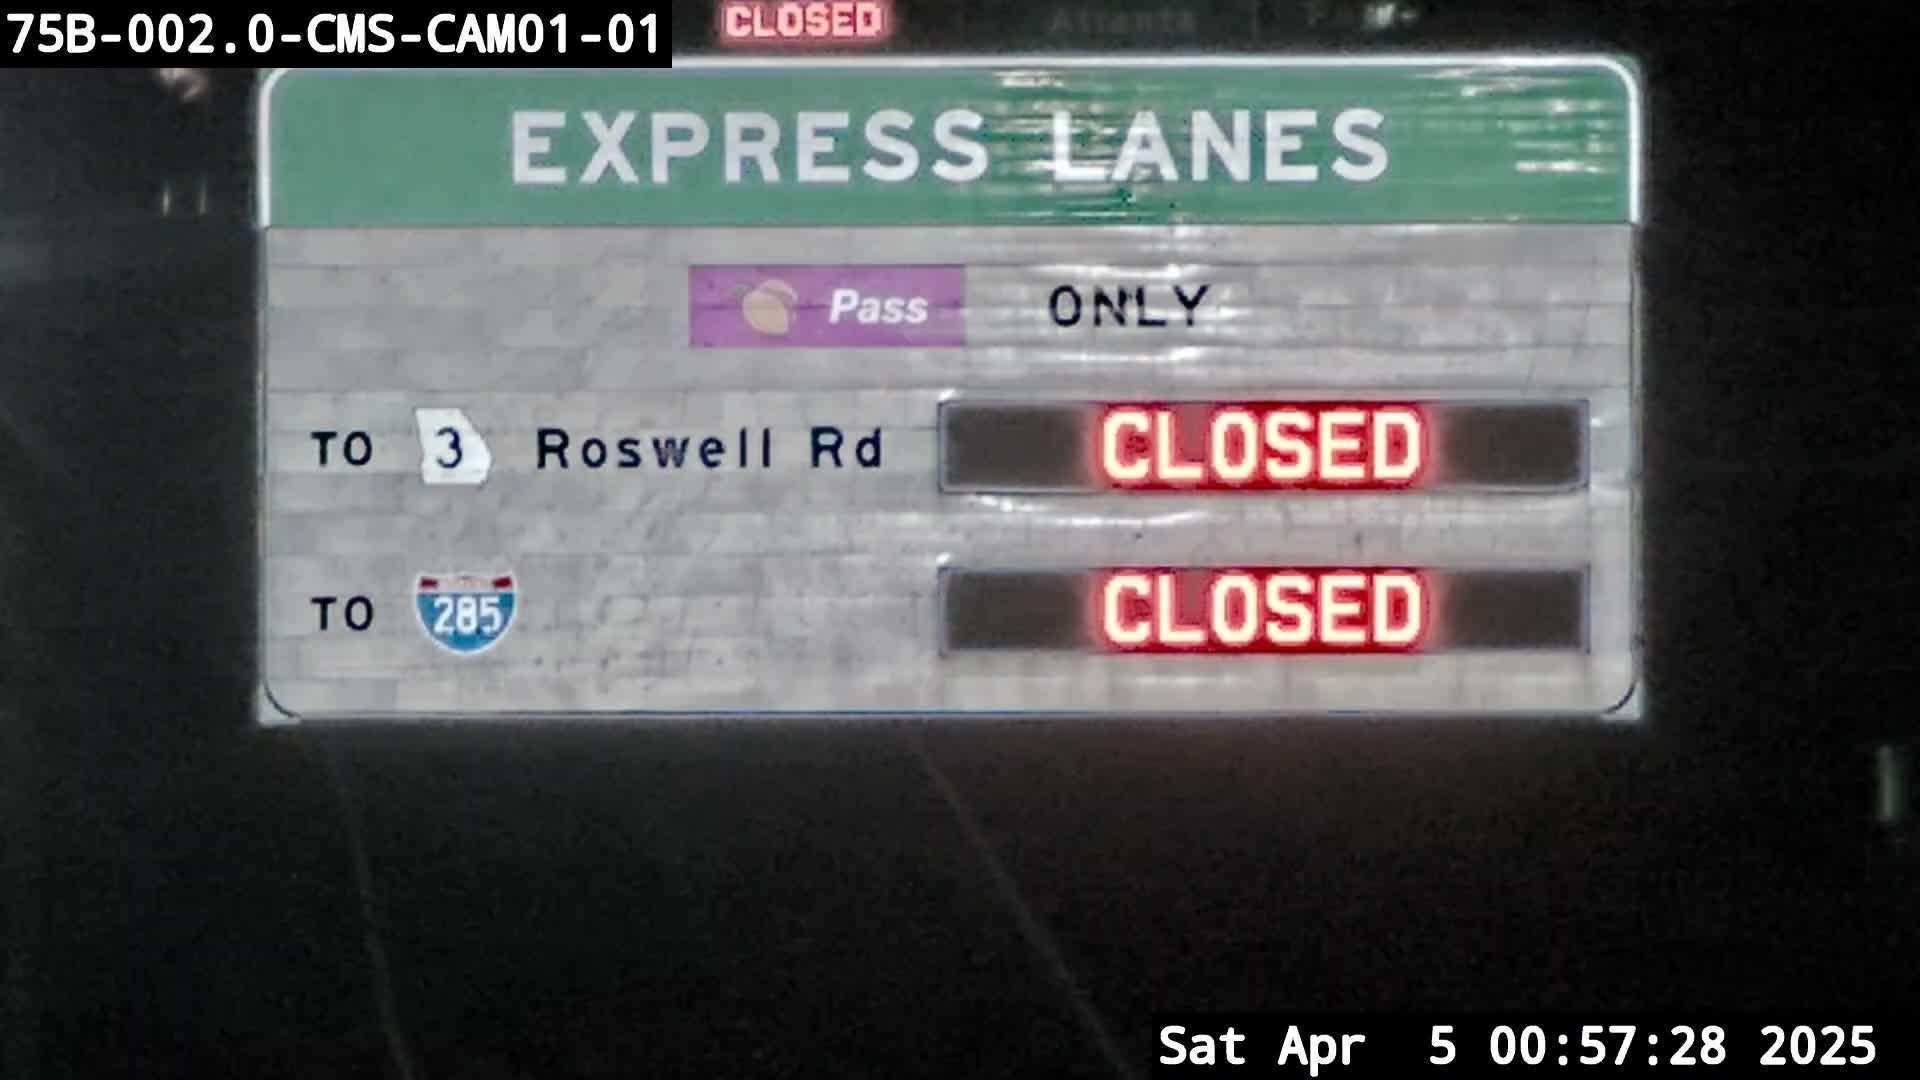 75B-002.0-CMS-CAM01-01
CLOSED
EXPRESS LANES
Pass ONLY
TO 3 Roswell Rd CLOSED
TO 285 CLOSED
Sat Apr 5 00:57:28 2025